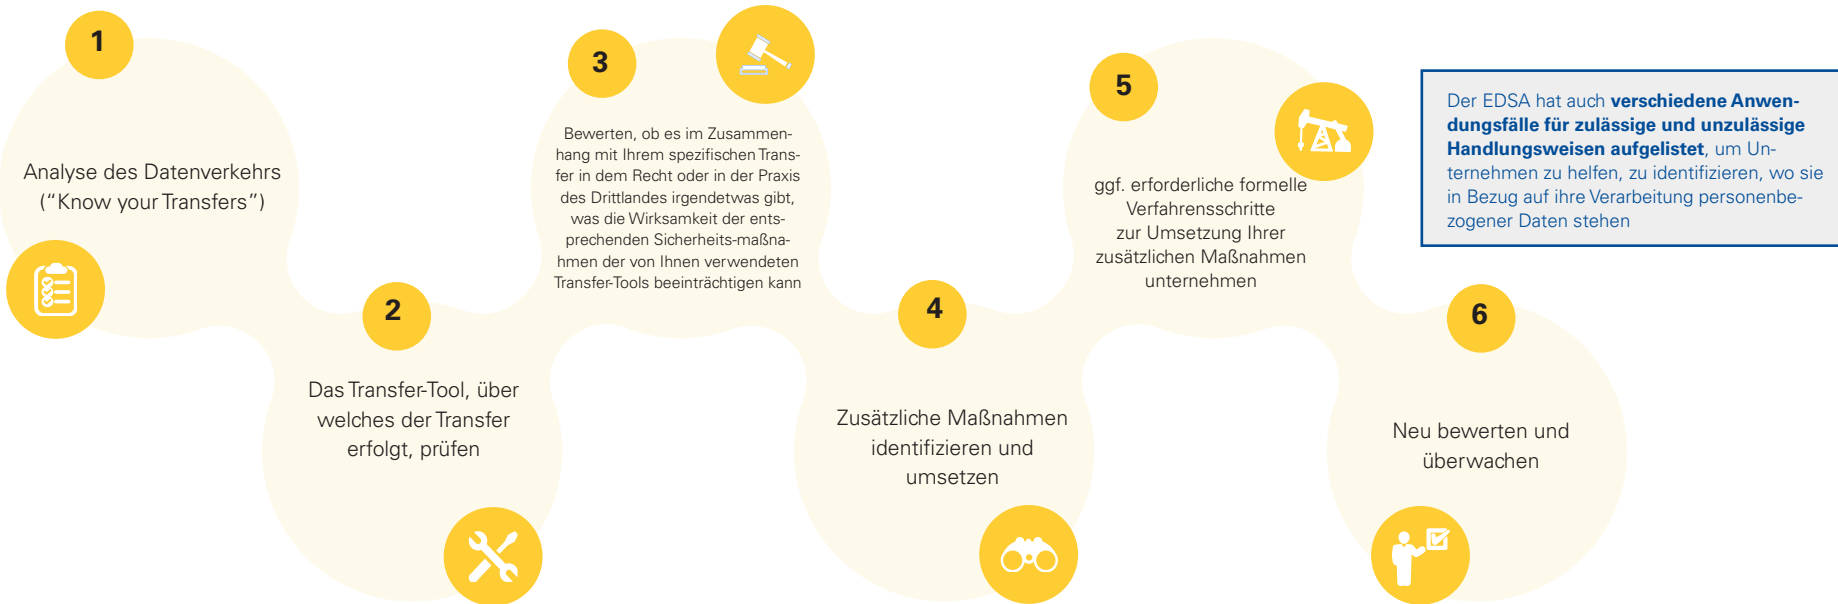 1
Analyse des Datenverkehrs
(“Know your Transfers”)
2
Das Transfer-Tool, über
welches der Transfer
erfolgt, prüfen
3
Bewerten, ob es im Zusammen-
hang mit Ihrem spezifischen Trans-
fer in dem Recht oder in der Praxis
des Drittlandes irgendetwas gibt,
was die Wirksamkeit der ents-
prechenden Sicherheits-maßna-
hmen der von Ihnen verwendeten
Transfer-Tools beeinträchtigen kann
4
Zusätzliche Maßnahmen
identifizieren und
umsetzen
5
ggf. erforderliche formelle
Verfahrensschritte
zur Umsetzung Ihrer
zusätzlichen Maßnahmen
unternehmen
6
Neu bewerten und
überwachen
Der EDSA hat auch verschiedene Anwen-
dungsfälle für zulässige und unzulässige
Handlungsweisen aufgelistet, um Un-
ternehmen zu helfen, zu identifizieren, wo sie
in Bezug auf ihre Verarbeitung personenbe-
zogener Daten stehen